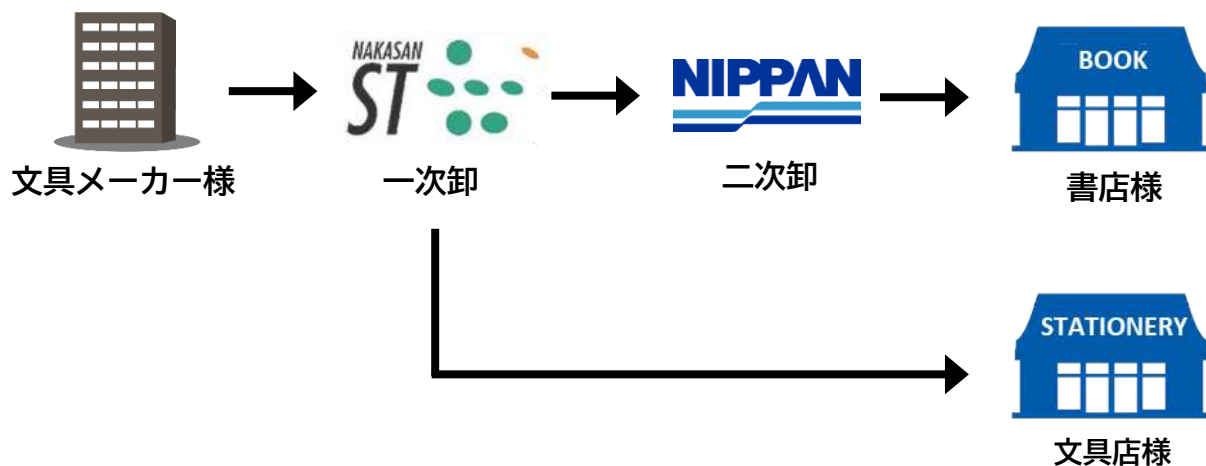 NAKASAN
ST
NIPPAN
BOOK
文具メーカー様
一次卸
二次卸
書店様
STATIONERY
文具店様